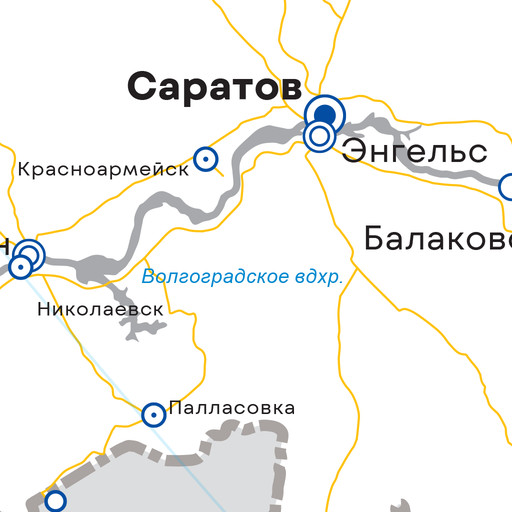 Саратов
Энгельс
Красноармейск
Балаково
Волгоградское вдхр.
Николаевск
Палласовка